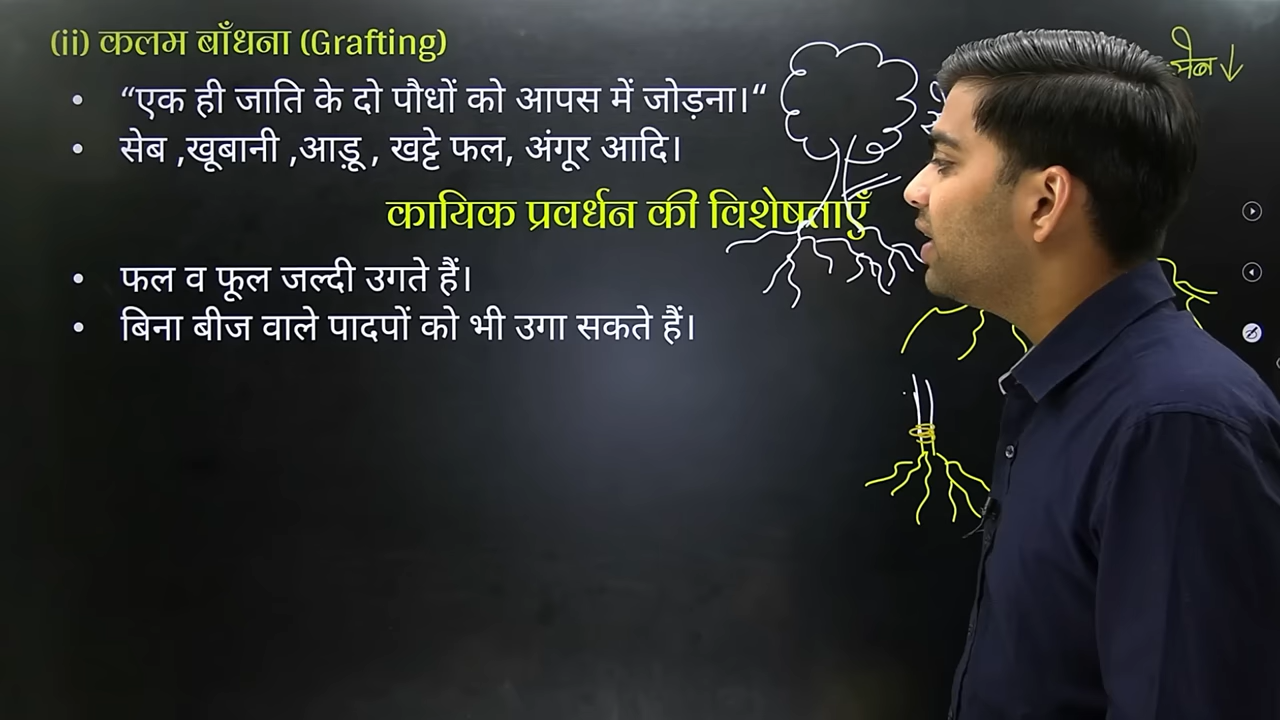 (ii) कलम बाँधना (Grafting)
• “एक ही जाति के दो पौधों को आपस में जोड़ना।“
• सेब ,खूबानी ,आड़ू , खट्टे फल, अंगूर आदि।
कायिक प्रवर्धन की विशेषताएँ
• फल व फूल जल्दी उगते हैं।
• बिना बीज वाले पादपों को भी उगा सकते हैं।